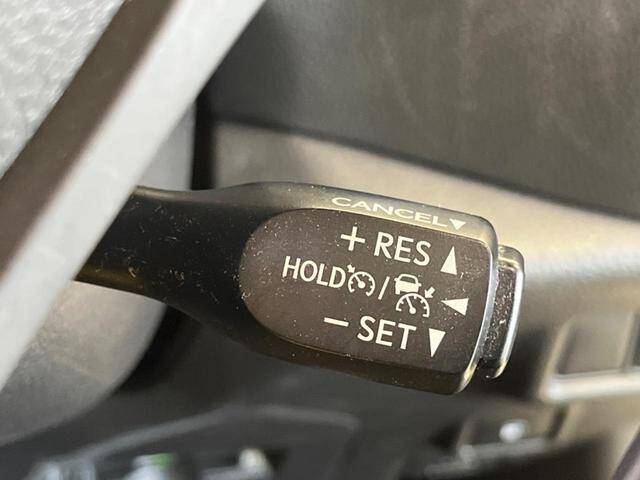 CANCEL▼
+ RES ▲
HOLD / ◄
− SET ▼